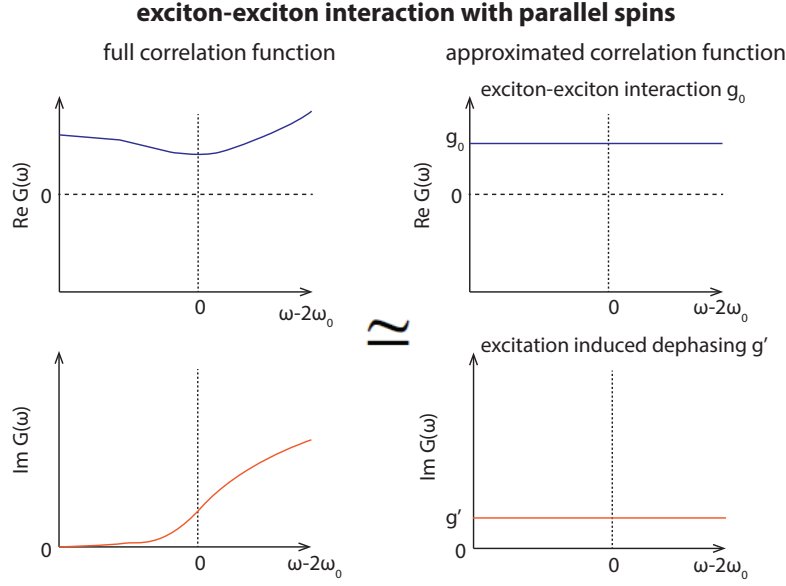 exciton-exciton interaction with parallel spins
full correlation function
approximated correlation function
exciton-exciton interaction g₀
Re G(ω)
0
0
ω-2ω₀
Re G(ω)
g₀
0
0
ω-2ω₀
≃
excitation induced dephasing g'
Im G(ω)
0
0
ω-2ω₀
Im G(ω)
g'
0
0
ω-2ω₀